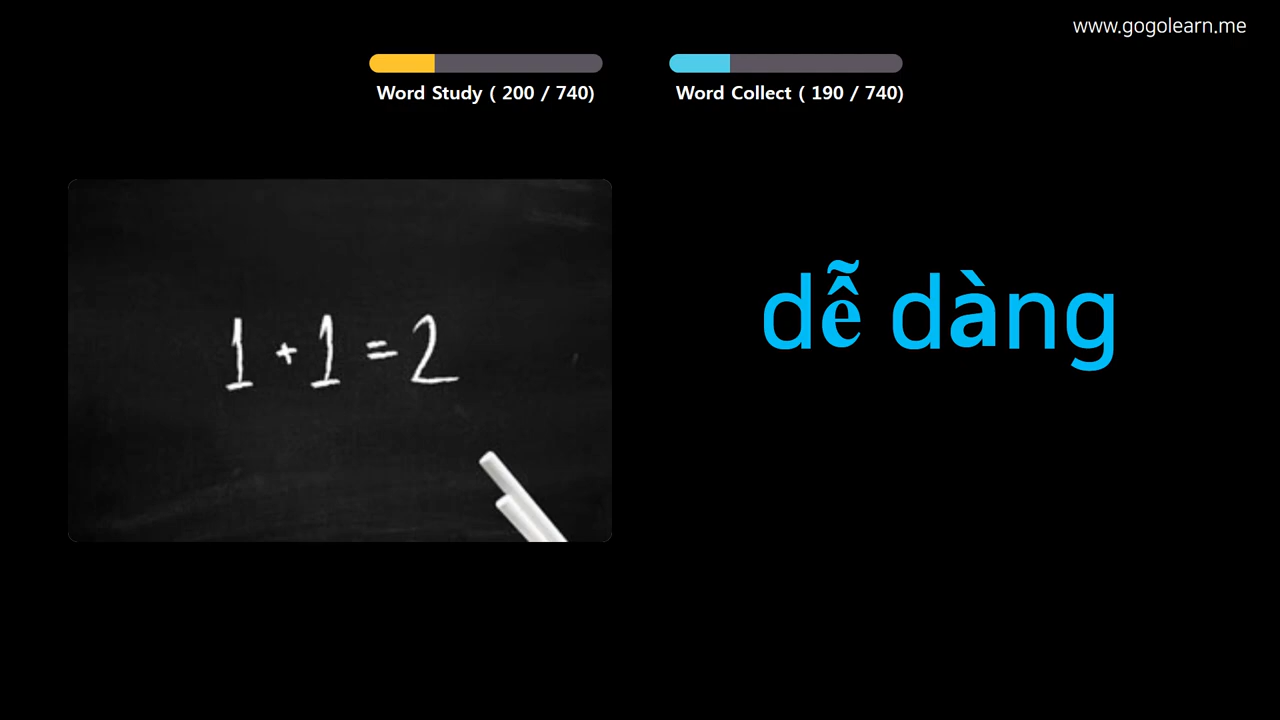 www.gogolearn.me
Word Study ( 200 / 740)
Word Collect ( 190 / 740)
1 + 1 = 2
dễ dàng